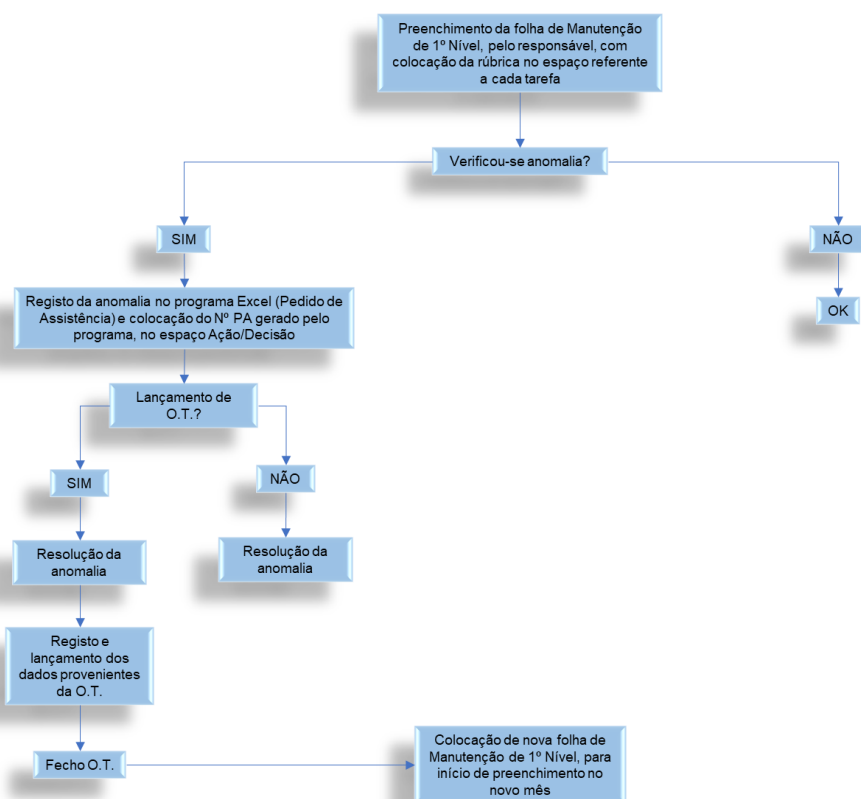 Preenchimento da folha de Manutenção
de 1º Nível, pelo responsável, com
colocação da rúbrica no espaço referente
a cada tarefa
Verificou-se anomalia?
SIM
NÃO
Registo da anomalia no programa Excel (Pedido de
Assistência) e colocação do Nº PA gerado pelo
programa, no espaço Ação/Decisão
OK
Lançamento de
O.T.?
SIM
NÃO
Resolução da
anomalia
Resolução da
anomalia
Registo e
lançamento dos
dados provenientes
da O.T.
Fecho O.T.
Colocação de nova folha de
Manutenção de 1º Nível, para
início de preenchimento no
novo mês